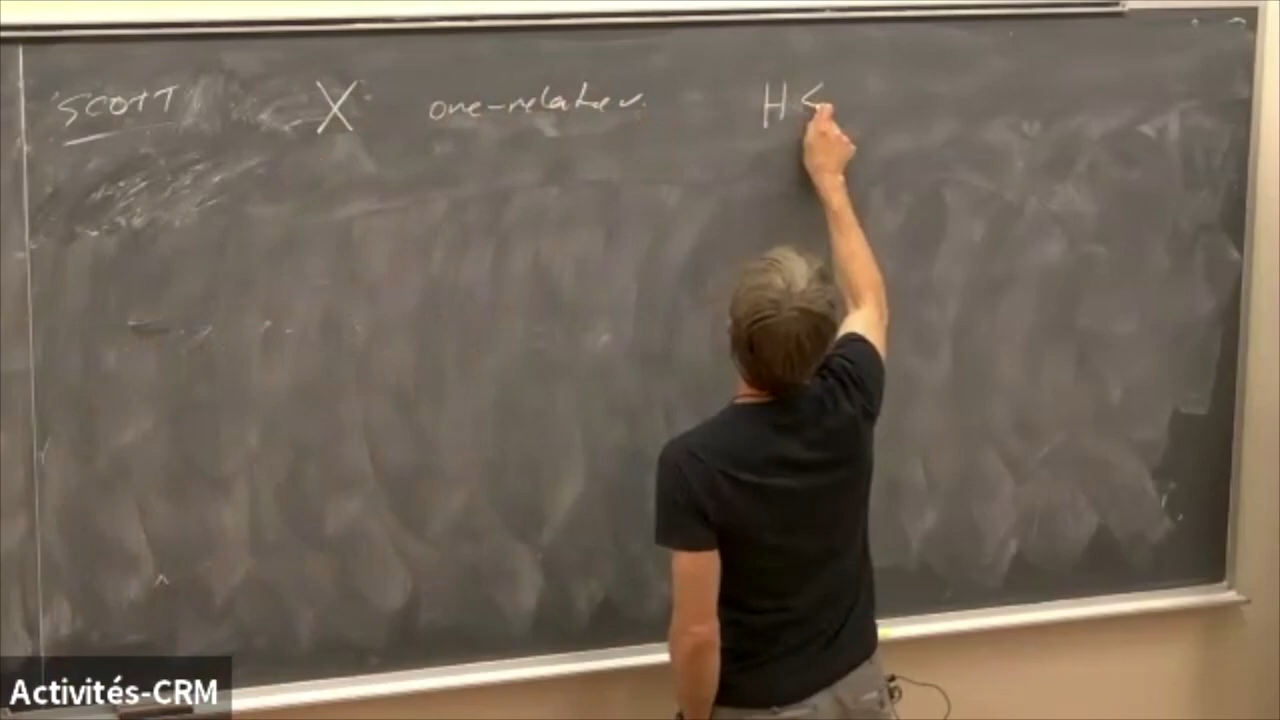 SCOTT X one-relator. H <
Activités-CRM